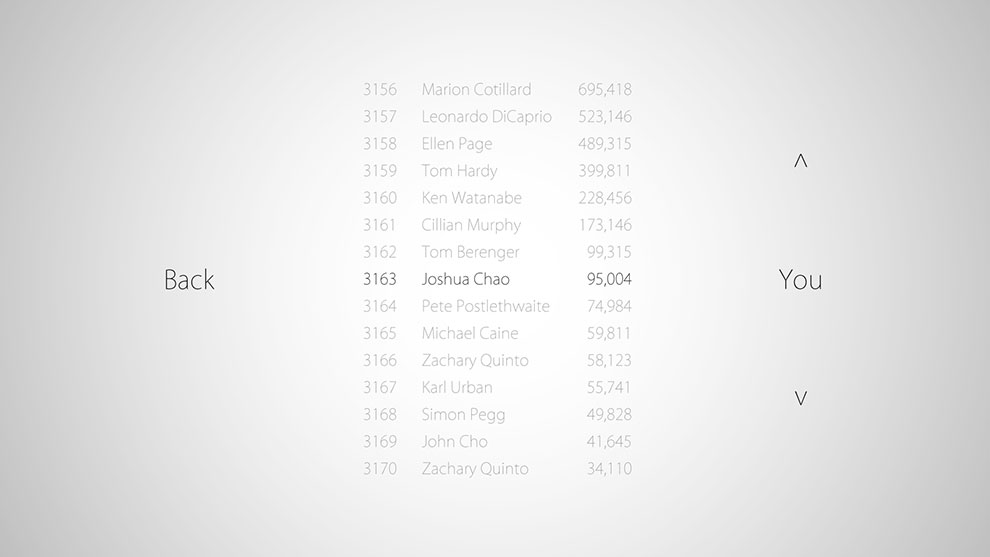 3156 Marion Cotillard 695,418
3157 Leonardo DiCaprio 523,146
3158 Ellen Page 489,315
3159 Tom Hardy 399,811
3160 Ken Watanabe 228,456
3161 Cillian Murphy 173,146
3162 Tom Berenger 99,315
Back
3163 Joshua Chao 95,004
You
3164 Pete Postlethwaite 74,984
3165 Michael Caine 59,811
3166 Zachary Quinto 58,123
3167 Karl Urban 55,741
3168 Simon Pegg 49,828
3169 John Cho 41,645
3170 Zachary Quinto 34,110